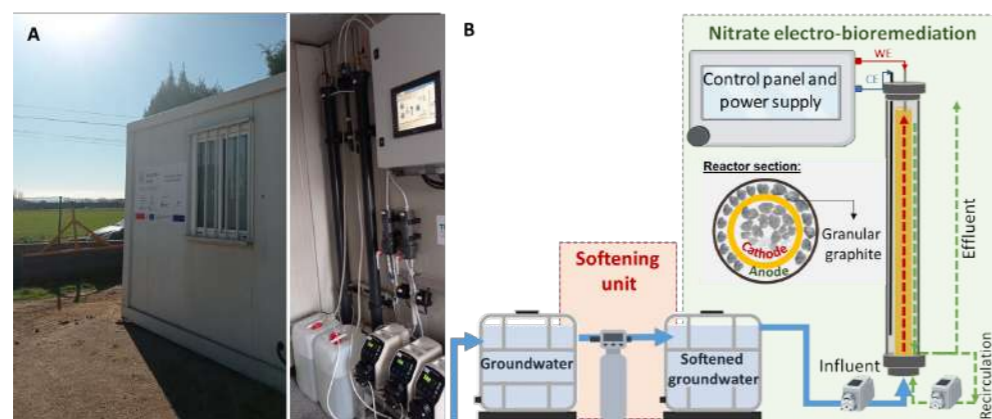 A
B
Nitrate electro-bioremediation
WE
CE
Control panel and
power supply
Reactor section:
Cathode
Anode
Granular
graphite
Effluent
Softening
unit
Groundwater
Softened
groundwater
Influent
Recirculation